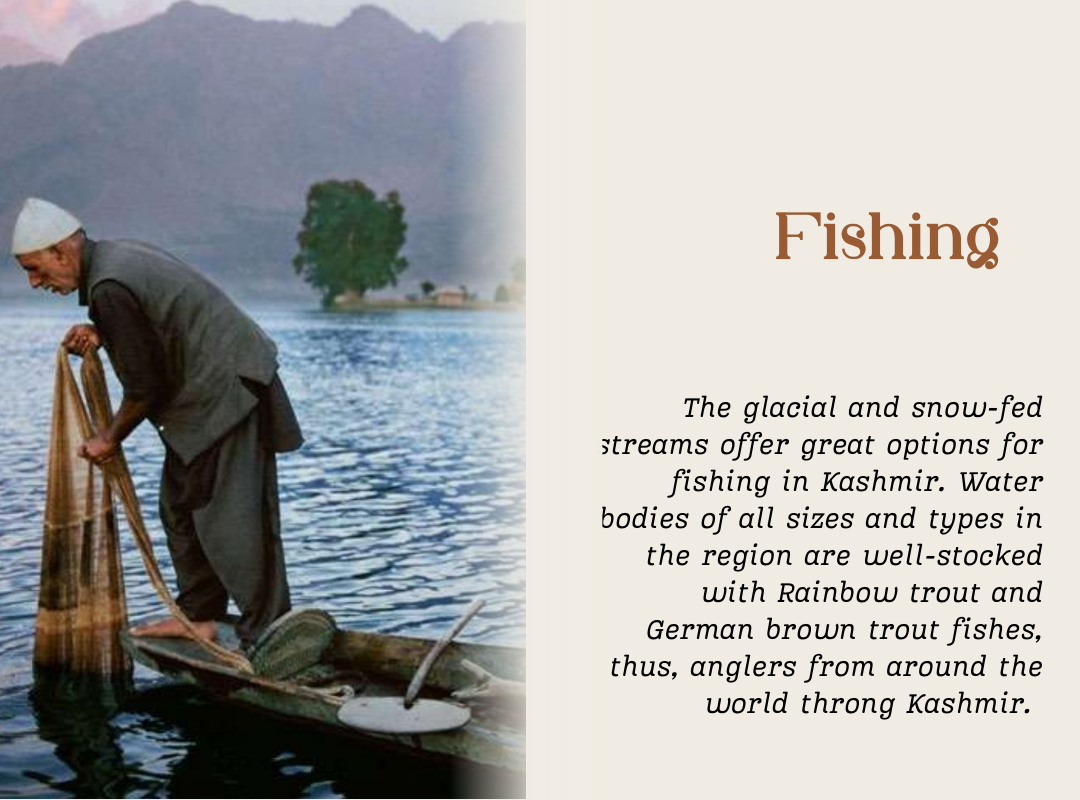 Fishing
The glacial and snow-fed
streams offer great options for
fishing in Kashmir. Water
bodies of all sizes and types in
the region are well-stocked
with Rainbow trout and
German brown trout fishes,
thus, anglers from around the
world throng Kashmir.